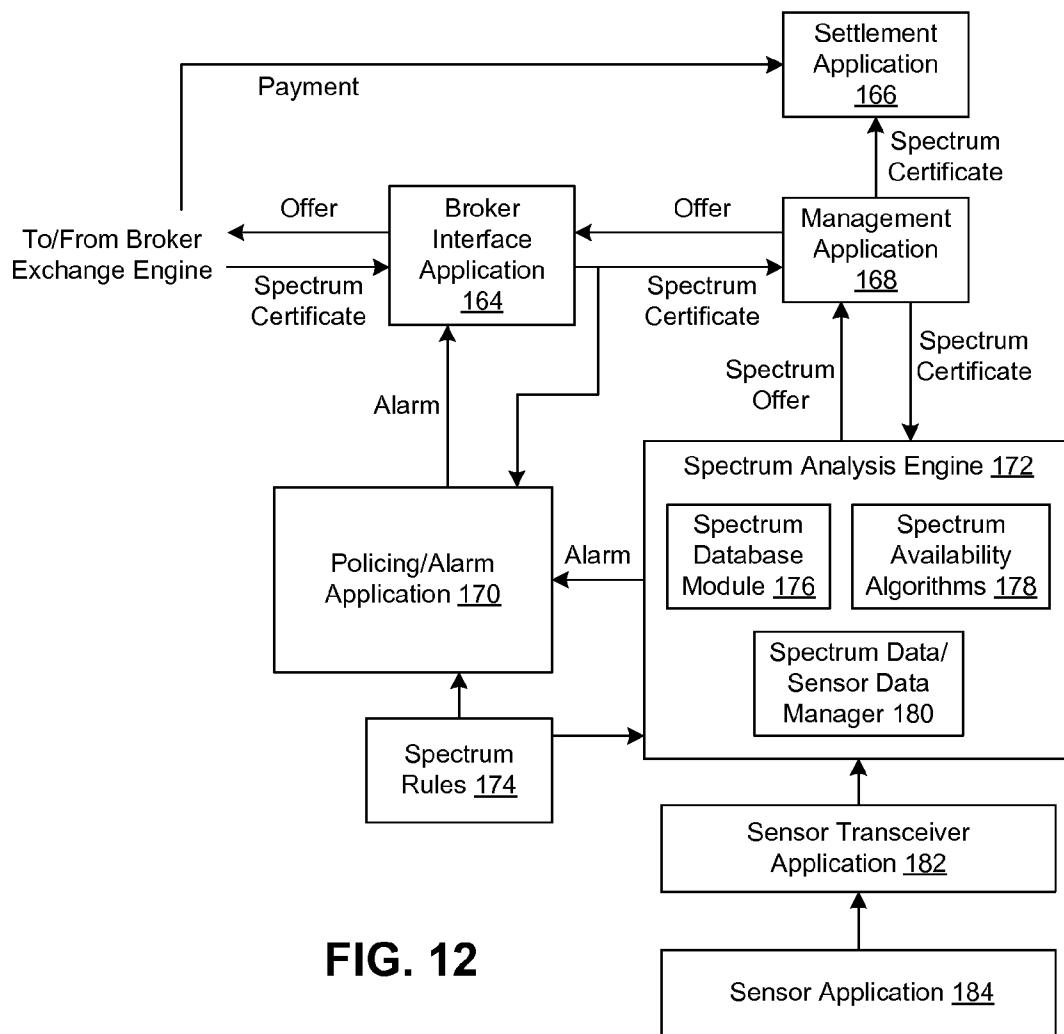 Settlement
Application
166
Payment
Spectrum
Certificate
Offer
Broker
Interface
Application
164
Offer
Management
Application
168
To/From Broker
Exchange Engine
Spectrum
Certificate
Spectrum
Certificate
Alarm
Spectrum
Offer
Spectrum
Certificate
Spectrum Analysis Engine 172
Spectrum
Database
Module 176
Spectrum
Availability
Algorithms 178
Policing/Alarm
Application 170
Alarm
Spectrum Data/
Sensor Data
Manager 180
Spectrum
Rules 174
Sensor Transceiver
Application 182
FIG. 12
Sensor Application 184